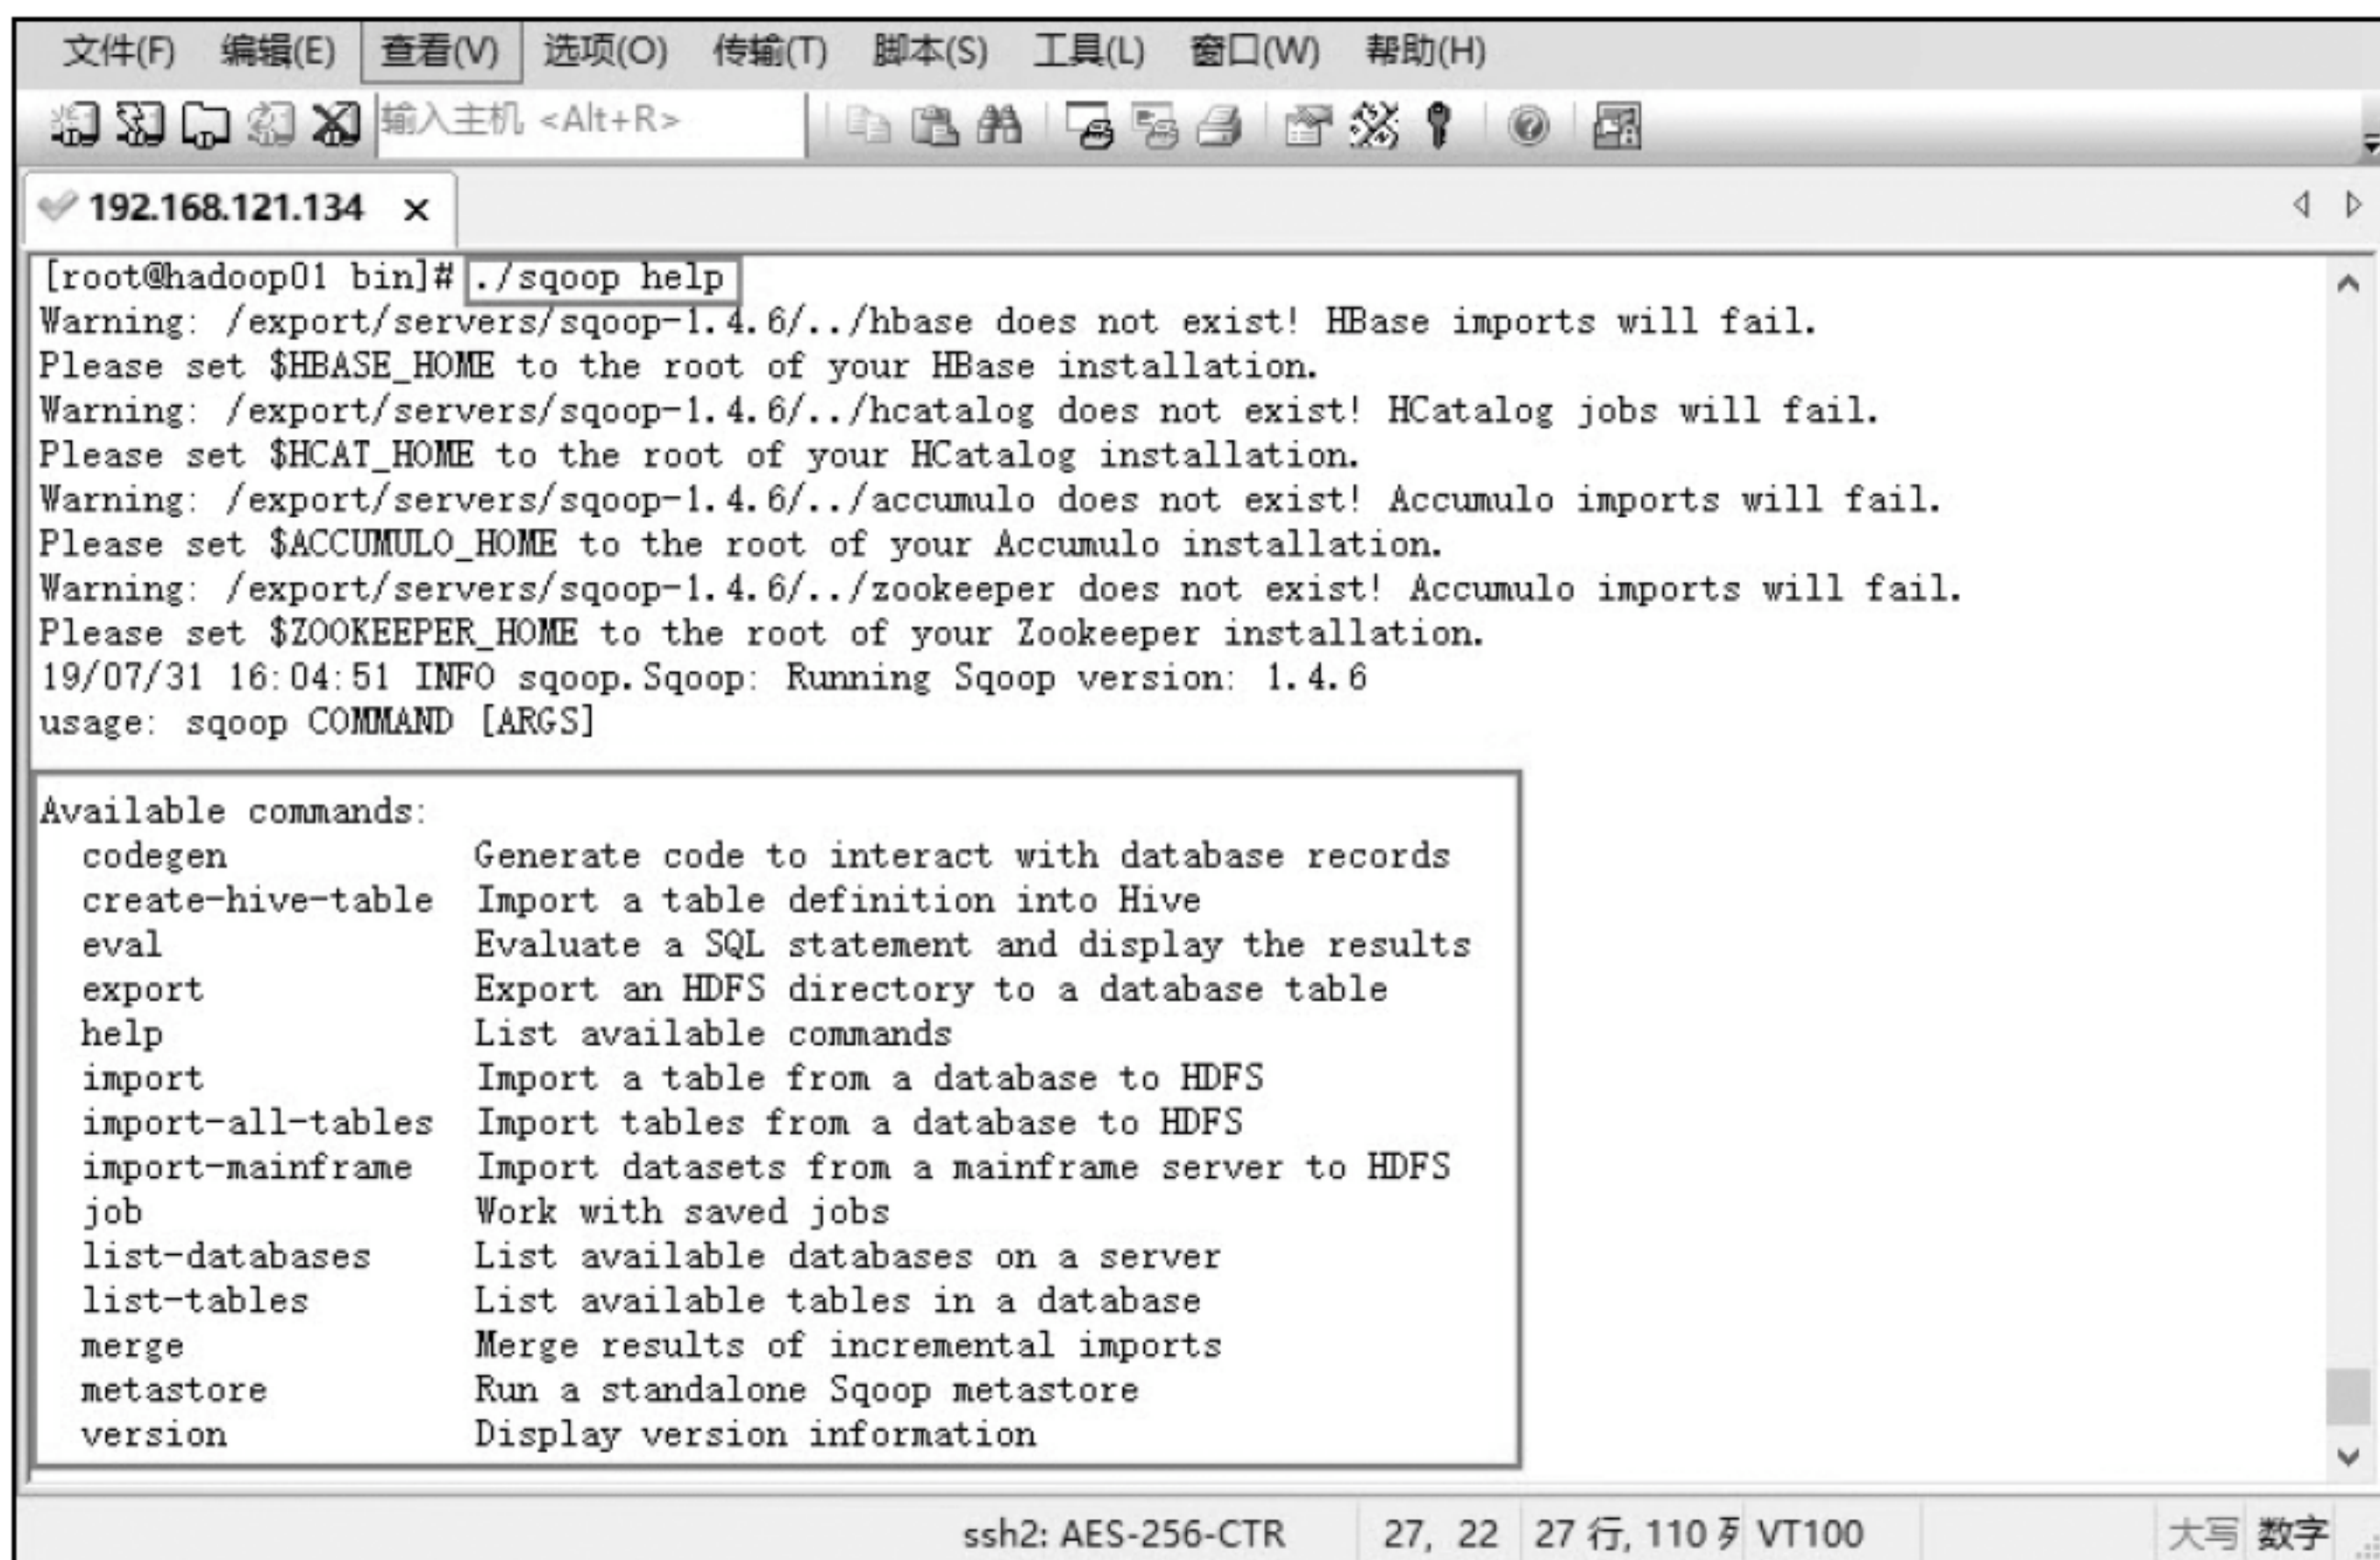 文件(F) 编辑(E) 查看(V) 选项(O) 传输(T) 脚本(S) 工具(L) 窗口(W) 帮助(H)
输入主机 <Alt+R>
192.168.121.134
[root@hadoop01 bin]# ./sqoop help
Warning: /export/servers/sqoop-1.4.6/../hbase does not exist! HBase imports will fail.
Please set $HBASE_HOME to the root of your HBase installation.
Warning: /export/servers/sqoop-1.4.6/../hcatalog does not exist! HCatalog jobs will fail.
Please set $HCAT_HOME to the root of your HCatalog installation.
Warning: /export/servers/sqoop-1.4.6/../accumulo does not exist! Accumulo imports will fail.
Please set $ACCUMULO_HOME to the root of your Accumulo installation.
Warning: /export/servers/sqoop-1.4.6/../zookeeper does not exist! Accumulo imports will fail.
Please set $ZOOKEEPER_HOME to the root of your Zookeeper installation.
19/07/31 16:04:51 INFO sqoop.Sqoop: Running Sqoop version: 1.4.6
usage: sqoop COMMAND [ARGS]
Available commands:
codegen Generate code to interact with database records
create-hive-table Import a table definition into Hive
eval Evaluate a SQL statement and display the results
export Export an HDFS directory to a database table
help List available commands
import Import a table from a database to HDFS
import-all-tables Import tables from a database to HDFS
import-mainframe Import datasets from a mainframe server to HDFS
job Work with saved jobs
list-databases List available databases on a server
list-tables List available tables in a database
merge Merge results of incremental imports
metastore Run a standalone Sqoop metastore
version Display version information
ssh2: AES-256-CTR 27, 22 27 行, 110 列 VT100 大写 数字